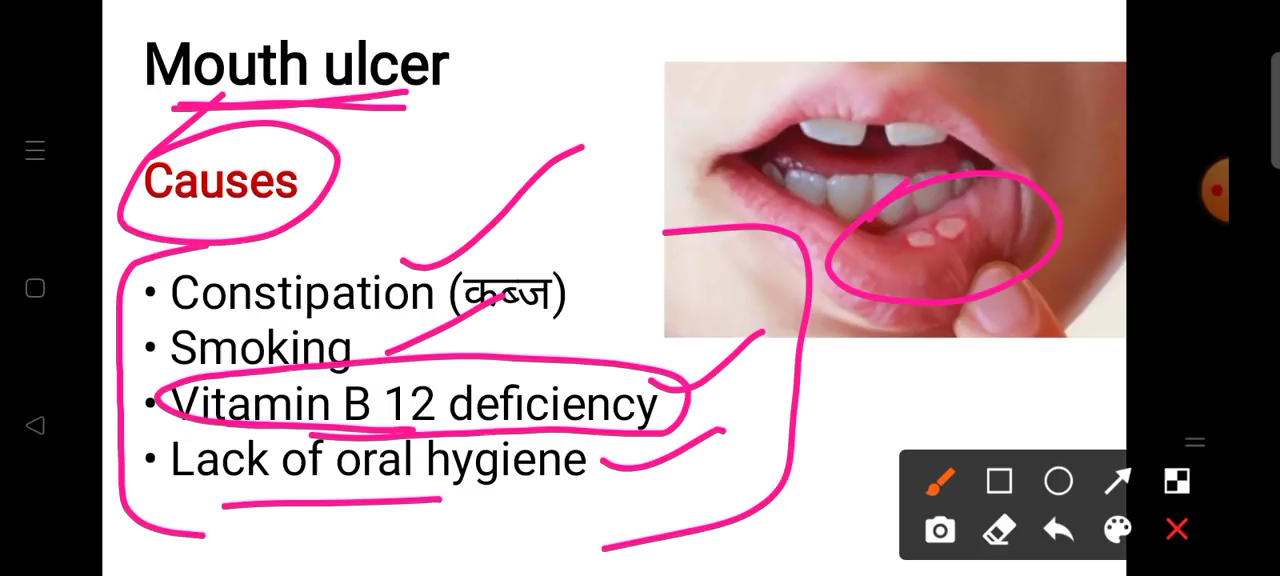 Mouth ulcer
Causes
• Constipation (कब्ज)
• Smoking
• Vitamin B 12 deficiency
• Lack of oral hygiene